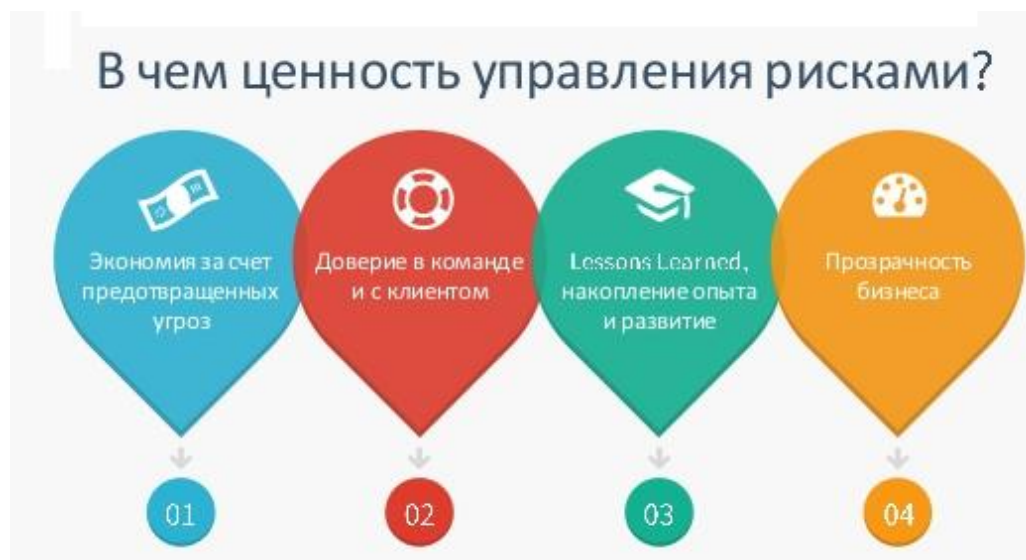 В чем ценность управления рисками?
Экономия за счет
предотвращенных
угроз
Доверие в команде
и с клиентом
Lessons Learned,
накопление опыта
и развитие
Прозрачность
бизнеса
01
02
03
04